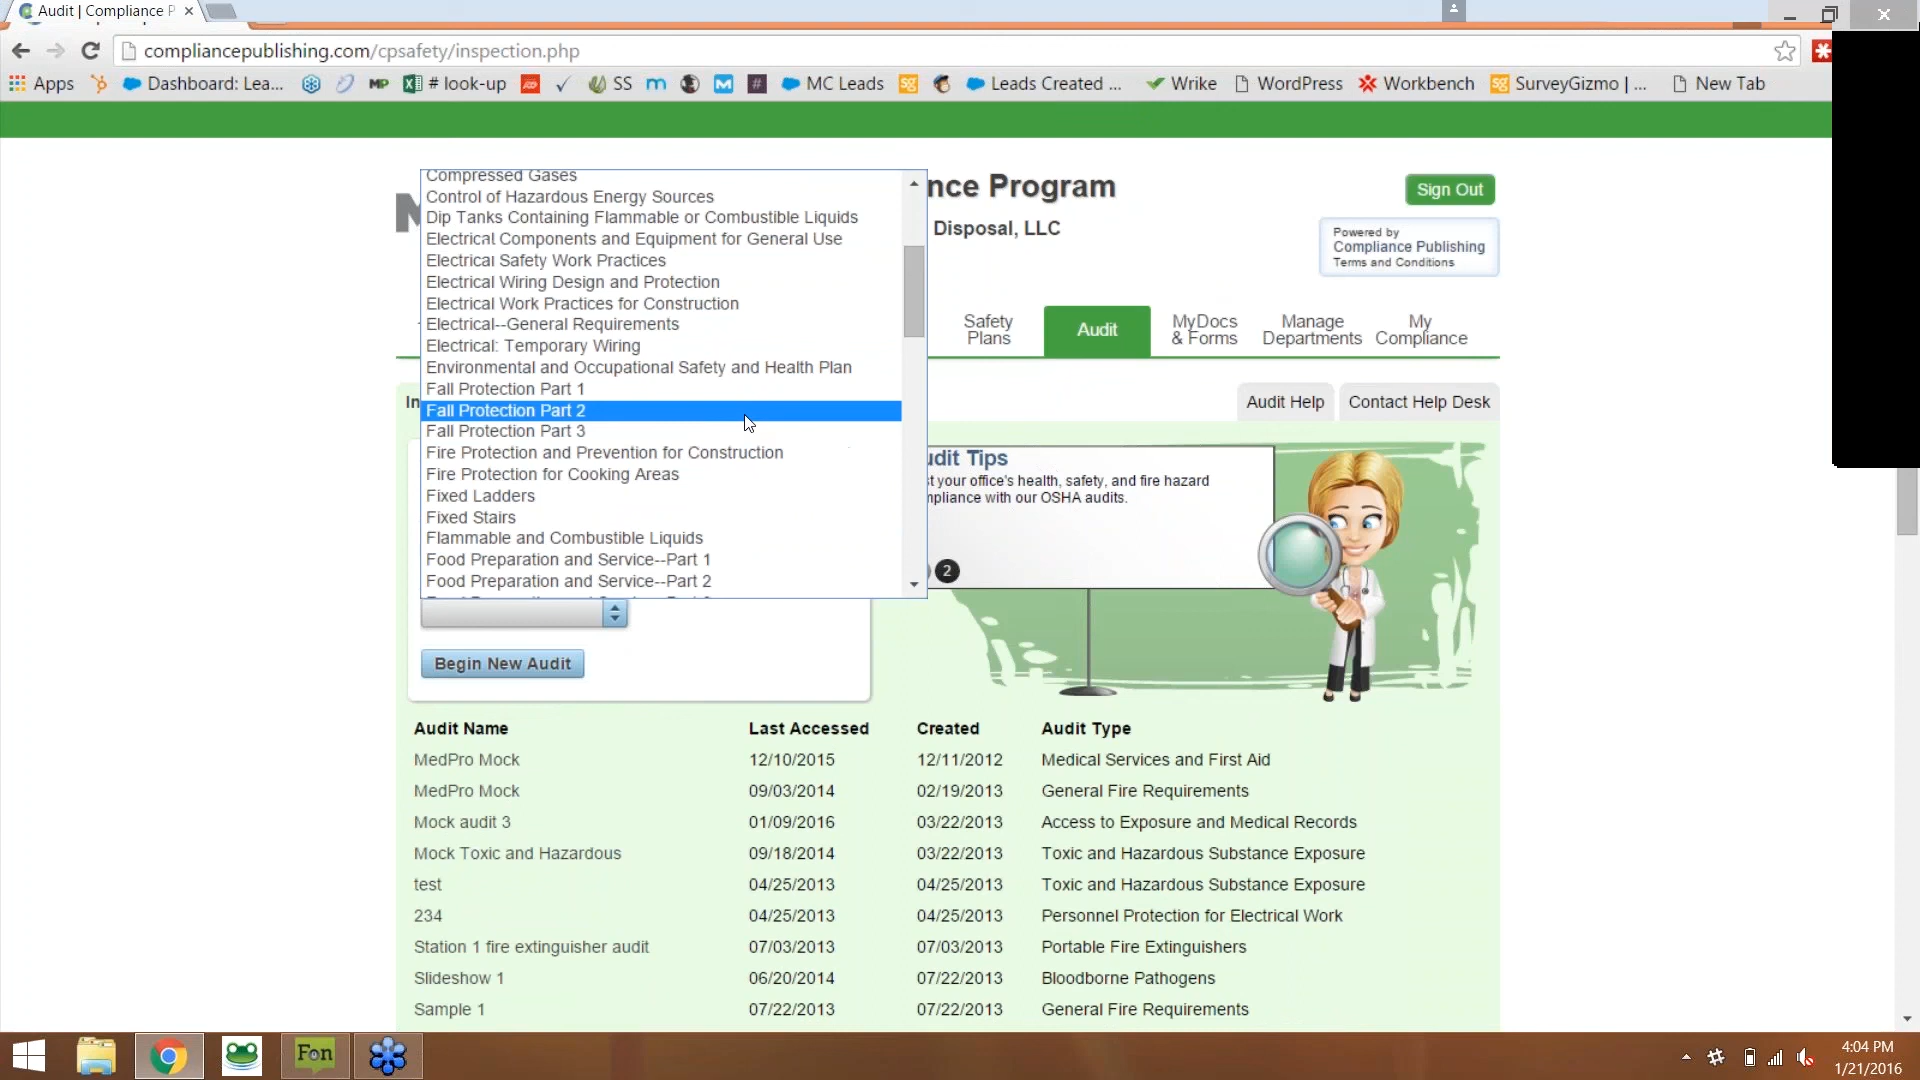 Audit | Compliance P
compliancepublishing.com/cpsafety/inspection.php
Apps
Dashboard: Lea...
MP
# look-up
SS
MC Leads
sg
Leads Created ...
Wrike
WordPress
Workbench
sg
SurveyGizmo | ...
New Tab
nce Program
Disposal, LLC
Sign Out
Powered by
Compliance Publishing
Terms and Conditions
Safety
Plans
Audit
MyDocs
& Forms
Manage
Departments
My
Compliance
Compressed Gases
Control of Hazardous Energy Sources
Dip Tanks Containing Flammable or Combustible Liquids
Electrical Components and Equipment for General Use
Electrical Safety Work Practices
Electrical Wiring Design and Protection
Electrical Work Practices for Construction
Electrical--General Requirements
Electrical: Temporary Wiring
Environmental and Occupational Safety and Health Plan
Fall Protection Part 1
Fall Protection Part 2
Fall Protection Part 3
Fire Protection and Prevention for Construction
Fire Protection for Cooking Areas
Fixed Ladders
Fixed Stairs
Flammable and Combustible Liquids
Food Preparation and Service--Part 1
Food Preparation and Service--Part 2
In
Audit Help
Contact Help Desk
udit Tips
st your office's health, safety, and fire hazard
mpliance with our OSHA audits.
2
Begin New Audit
Audit Name Last Accessed Created Audit Type
MedPro Mock 12/10/2015 12/11/2012 Medical Services and First Aid
MedPro Mock 09/03/2014 02/19/2013 General Fire Requirements
Mock audit 3 01/09/2016 03/22/2013 Access to Exposure and Medical Records
Mock Toxic and Hazardous 09/18/2014 03/22/2013 Toxic and Hazardous Substance Exposure
test 04/25/2013 04/25/2013 Toxic and Hazardous Substance Exposure
234 04/25/2013 04/25/2013 Personnel Protection for Electrical Work
Station 1 fire extinguisher audit 07/03/2013 07/03/2013 Portable Fire Extinguishers
Slideshow 1 06/20/2014 07/22/2013 Bloodborne Pathogens
Sample 1 07/22/2013 07/22/2013 General Fire Requirements
Fon
4:04 PM
1/21/2016